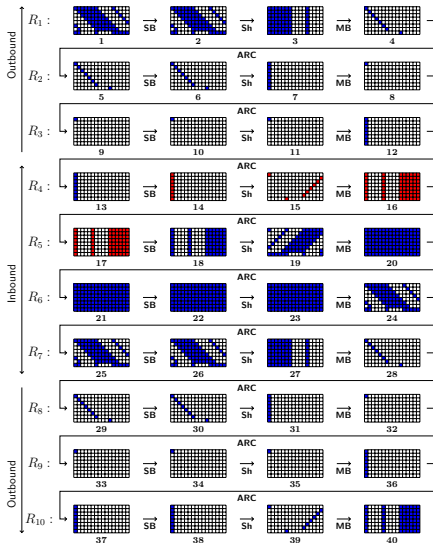 Outbound
R1 :
SB
Sh
MB
1
2
3
4
ARC
R2 :
SB
Sh
MB
5
6
7
8
ARC
R3 :
SB
Sh
MB
9
10
11
12
ARC
Inbound
R4 :
SB
Sh
MB
13
14
15
16
ARC
R5 :
SB
Sh
MB
17
18
19
20
ARC
R6 :
SB
Sh
MB
21
22
23
24
ARC
R7 :
SB
Sh
MB
25
26
27
28
ARC
Outbound
R8 :
SB
Sh
MB
29
30
31
32
ARC
R9 :
SB
Sh
MB
33
34
35
36
ARC
R10 :
SB
Sh
MB
37
38
39
40